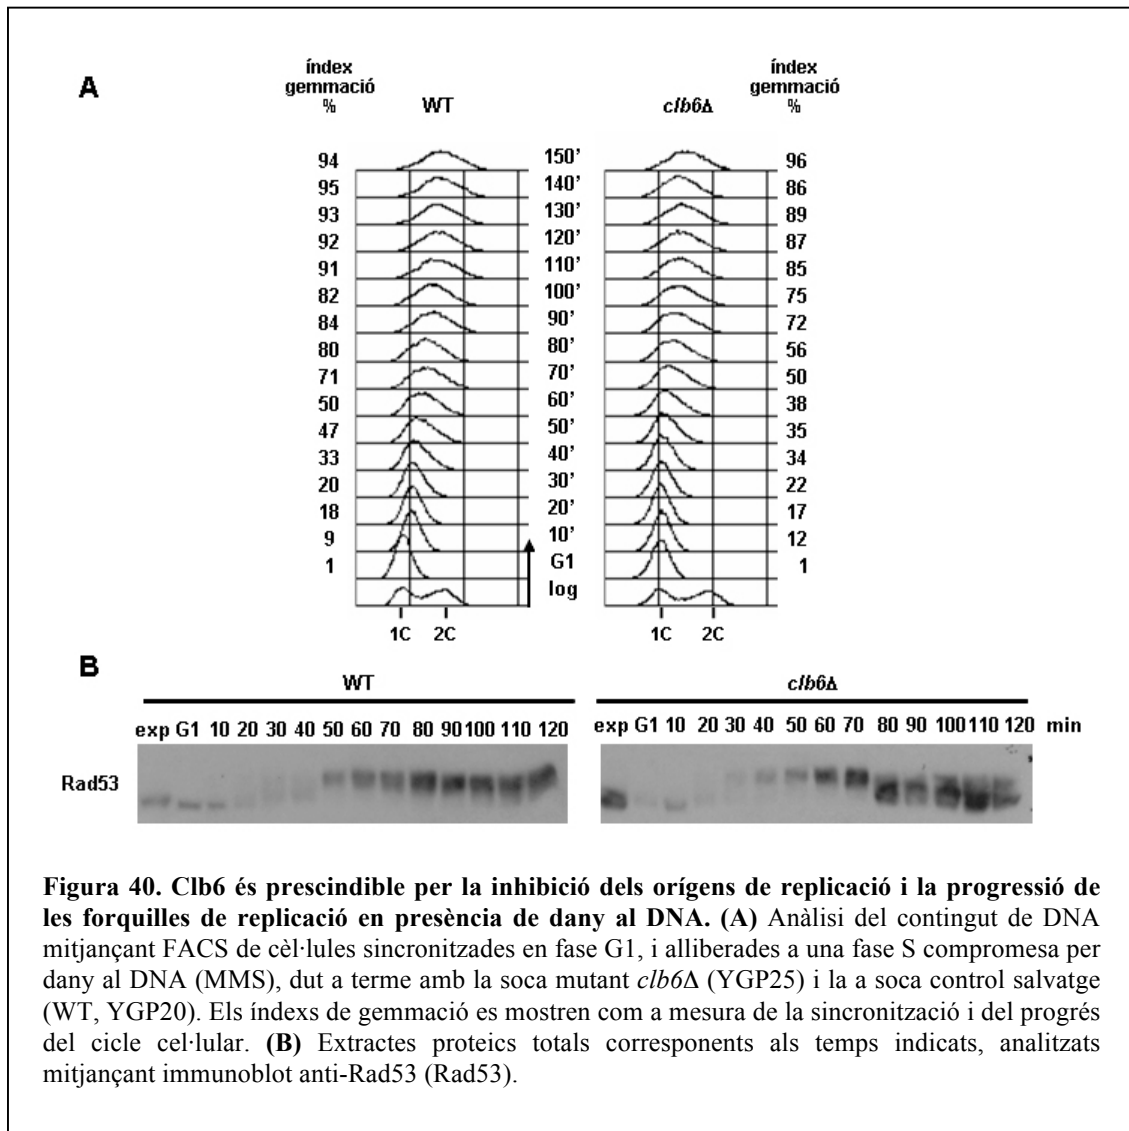 A
índex
gemmació
%
WT
clb6Δ
índex
gemmació
%
94 150’ 96
95 140’ 86
93 130’ 89
92 120’ 87
91 110’ 85
82 100’ 75
84 90’ 72
80 80’ 56
71 70’ 50
50 60’ 38
47 50’ 35
33 40’ 34
20 30’ 22
18 20’ 17
9 10’ 12
1 G1 1
log
1C 2C 1C 2C
B
WT clb6Δ
exp G1 10 20 30 40 50 60 70 80 90 100 110 120 exp G1 10 20 30 40 50 60 70 80 90 100 110 120 min
Rad53
Figura 40. Clb6 és prescindible per la inhibició dels orígens de replicació i la progressió de
les forquilles de replicació en presència de dany al DNA. (A) Anàlisi del contingut de DNA
mitjançant FACS de cèl·lules sincronitzades en fase G1, i alliberades a una fase S compromesa per
dany al DNA (MMS), dut a terme amb la soca mutant clb6Δ (YGP25) i la a soca control salvatge
(WT, YGP20). Els índexs de gemmació es mostren com a mesura de la sincronització i del progrés
del cicle cel·lular. (B) Extractes proteics totals corresponents als temps indicats, analitzats
mitjançant immunoblot anti-Rad53 (Rad53).